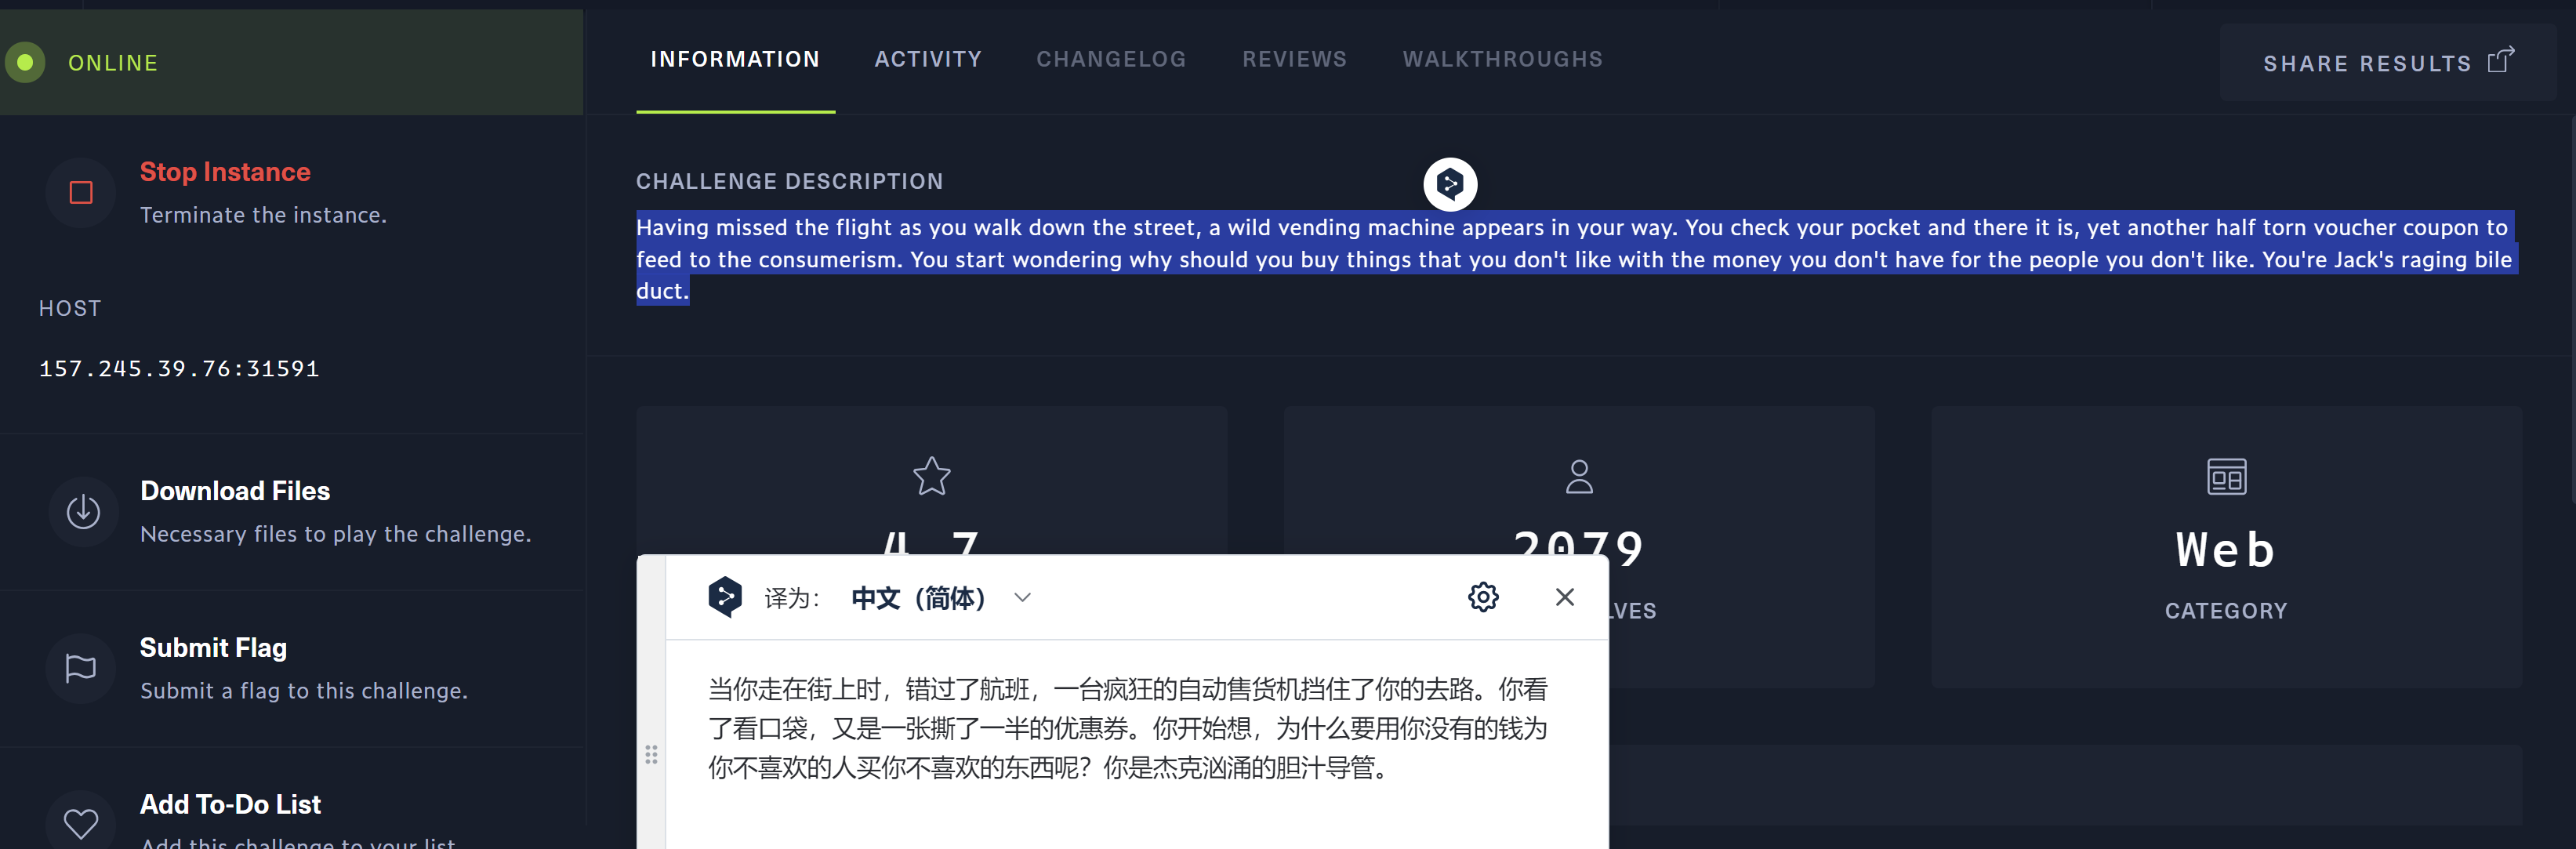 ONLINE
INFORMATION
ACTIVITY
CHANGELOG
REVIEWS
WALKTHROUGHS
SHARE RESULTS
Stop Instance
Terminate the instance.
HOST
157.245.39.76:31591
Download Files
Necessary files to play the challenge.
Submit Flag
Submit a flag to this challenge.
Add To-Do List
Add this challenge to your list
CHALLENGE DESCRIPTION
Having missed the flight as you walk down the street, a wild vending machine appears in your way. You check your pocket and there it is, yet another half torn voucher coupon to
feed to the consumerism. You start wondering why should you buy things that you don't like with the money you don't have for the people you don't like. You're Jack's raging bile
duct.
4.7
2079
LVES
Web
CATEGORY
译为： 中文（简体）
当你走在街上时，错过了航班，一台疯狂的自动售货机挡住了你的去路。你看
了看口袋，又是一张撕了一半的优惠券。你开始想，为什么要用你没有的钱为
你不喜欢的人买你不喜欢的东西呢？你是杰克汹涌的胆汁导管。